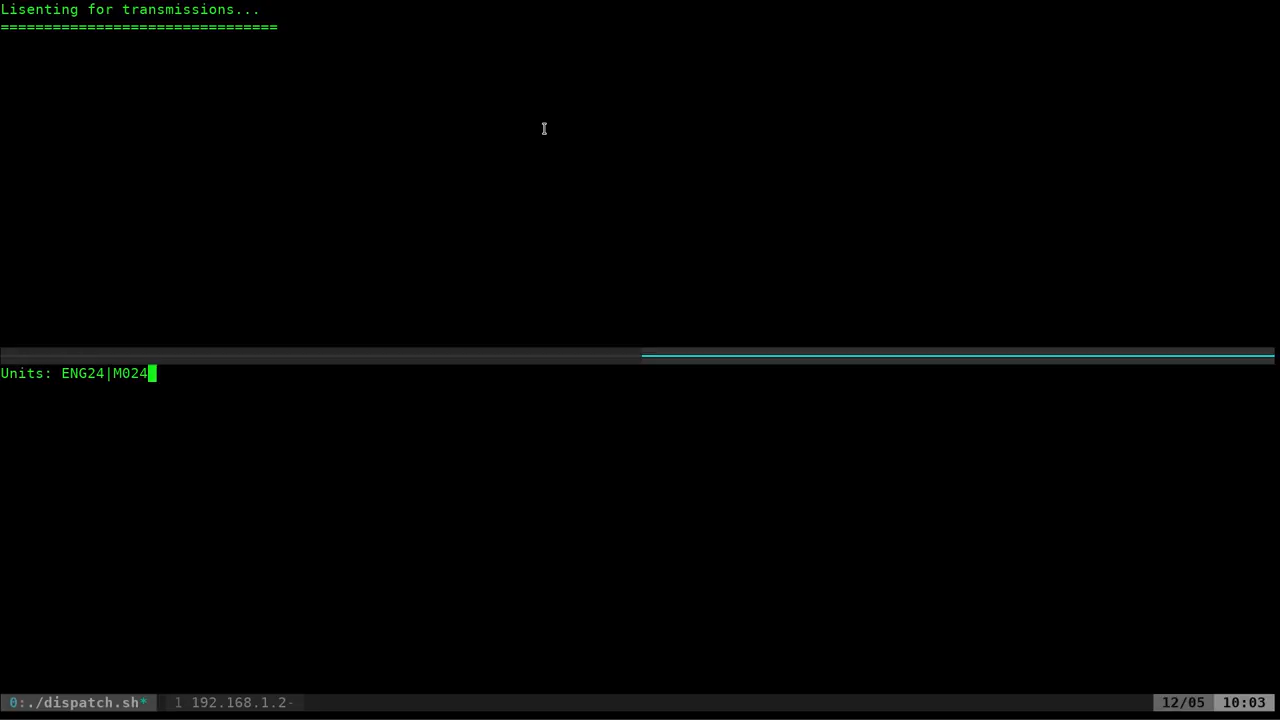 Lisenting for transmissions...
================================
Units: ENG24|M024
0:./dispatch.sh* 1 192.168.1.2- 12/05 10:03